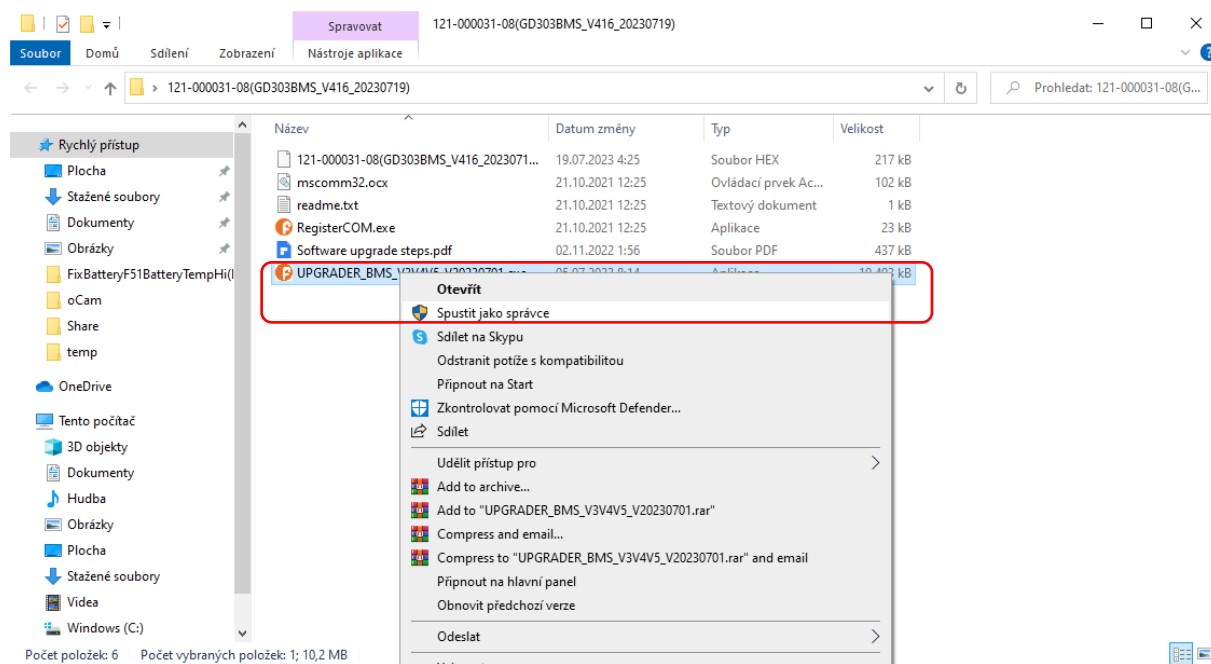 Spravovat
121-000031-08(GD303BMS_V416_20230719)
Soubor Domů Sdílení Zobrazení Nástroje aplikace
121-000031-08(GD303BMS_V416_20230719)
Prohledat: 121-000031-08(G...
Název Datum změny Typ Velikost
121-000031-08(GD303BMS_V416_2023071... 19.07.2023 4:25 Soubor HEX 217 kB
mscomm32.ocx 21.10.2021 12:25 Ovládací prvek Ac... 102 kB
readme.txt 21.10.2021 12:25 Textový dokument 1 kB
RegisterCOM.exe 21.10.2021 12:25 Aplikace 23 kB
Software upgrade steps.pdf 02.11.2022 1:56 Soubor PDF 437 kB
UPGRADER_BMS_V3V4V5_V20230701.exe kB
Rychlý přístup
Plocha
Stažené soubory
Dokumenty
Obrázky
FixBatteryF51BatteryTempHi(
oCam
Share
temp
OneDrive
Tento počítač
3D objekty
Dokumenty
Hudba
Obrázky
Plocha
Stažené soubory
Videa
Windows (C:)
Otevřít
Spustit jako správce
Sdílet na Skypu
Odstranit potíže s kompatibilitou
Připnout na Start
Zkontrolovat pomocí Microsoft Defender...
Sdílet
Udělit přístup pro
Add to archive...
Add to "UPGRADER_BMS_V3V4V5_V20230701.rar"
Compress and email...
Compress to "UPGRADER_BMS_V3V4V5_V20230701.rar" and email
Připnout na hlavní panel
Obnovit předchozí verze
Odeslat
Počet položek: 6 Počet vybraných položek: 1; 10,2 MB